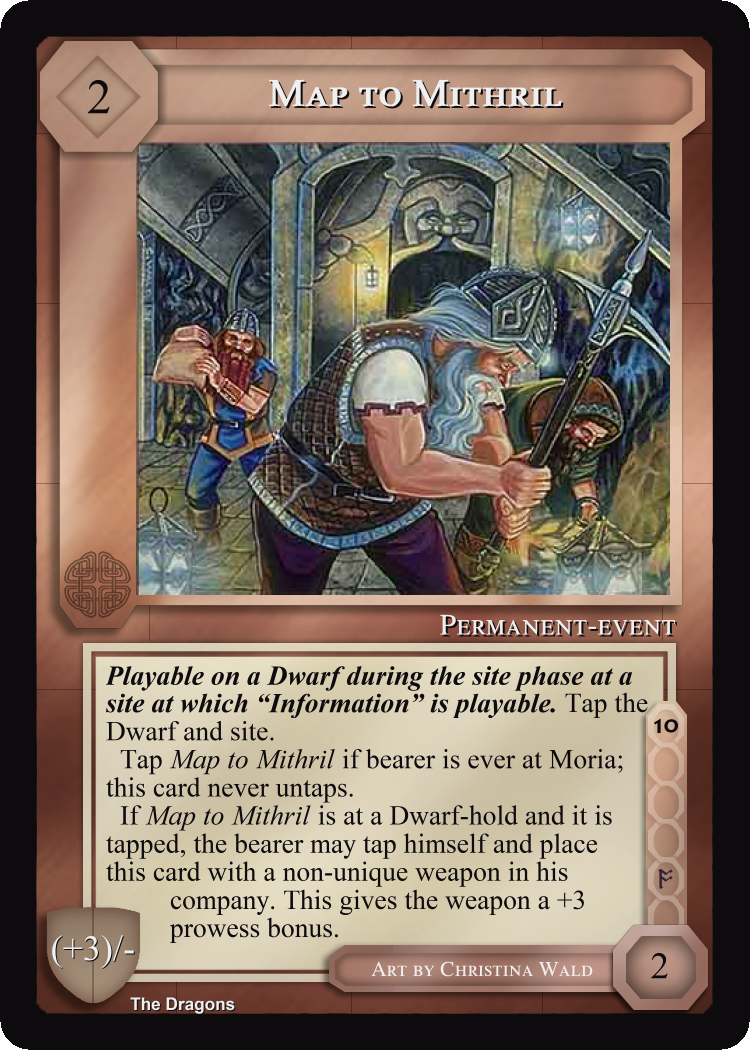 2
Map to Mithril
Permanent-event
Playable on a Dwarf during the site phase at a
site at which “Information” is playable. Tap the
Dwarf and site.
Tap Map to Mithril if bearer is ever at Moria;
this card never untaps.
If Map to Mithril is at a Dwarf-hold and it is
tapped, the bearer may tap himself and place
this card with a non-unique weapon in his
company. This gives the weapon a +3
prowess bonus.
10
ᚩ
(+3)/-
Art by Christina Wald
2
The Dragons